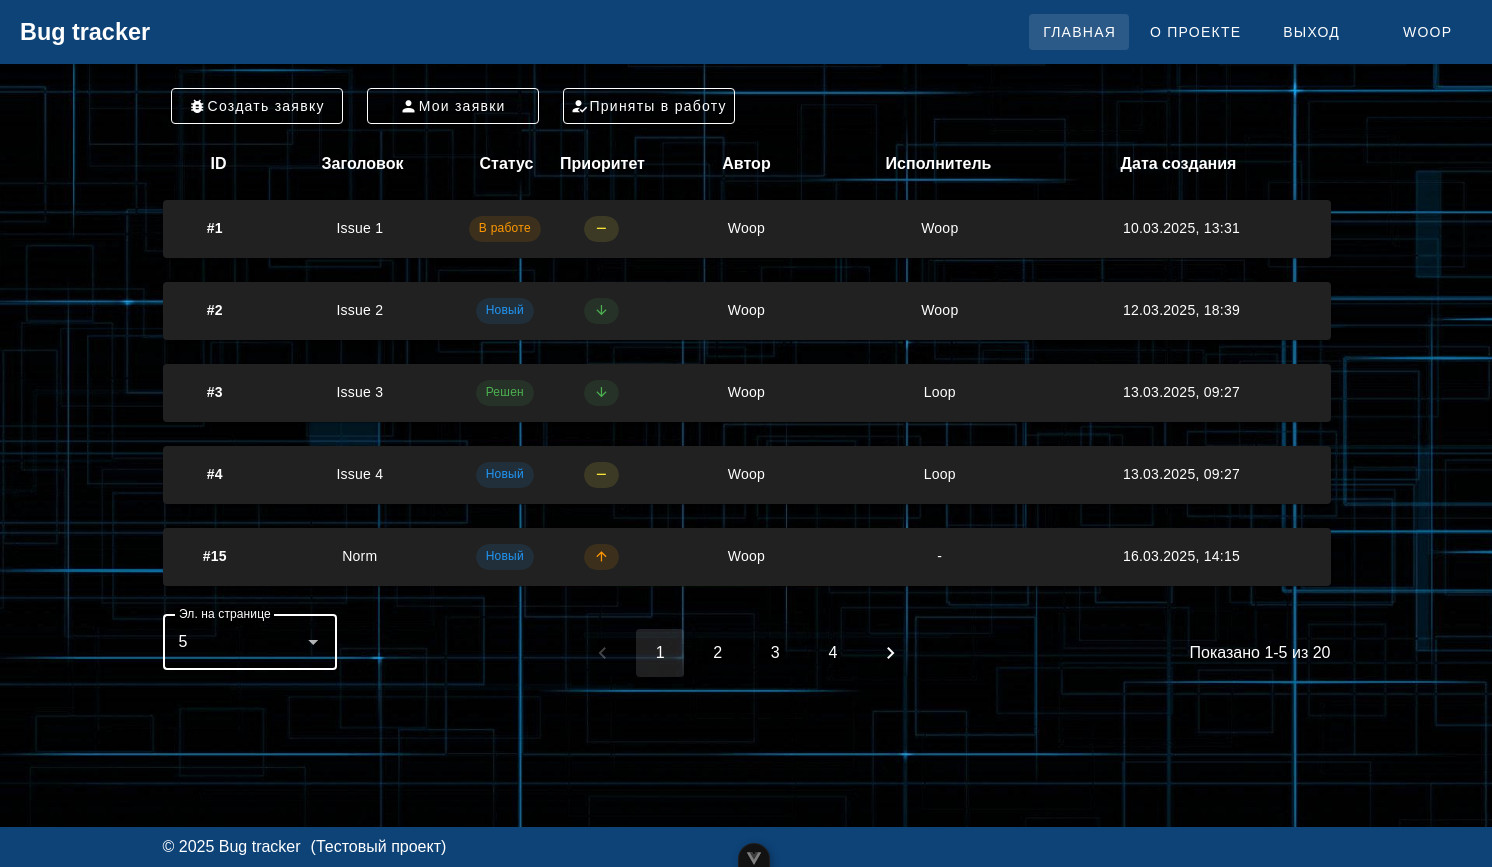 Bug tracker ГЛАВНАЯ О ПРОЕКТЕ ВЫХОД WOOP
Создать заявку Мои заявки Приняты в работу
ID Заголовок Статус Приоритет Автор Исполнитель Дата создания
#1 Issue 1 В работе Woop Woop 10.03.2025, 13:31
#2 Issue 2 Новый Woop Woop 12.03.2025, 18:39
#3 Issue 3 Решен Woop Loop 13.03.2025, 09:27
#4 Issue 4 Новый Woop Loop 13.03.2025, 09:27
#15 Norm Новый Woop - 16.03.2025, 14:15
Эл. на странице
5
1 2 3 4 Показано 1-5 из 20
© 2025 Bug tracker (Тестовый проект)